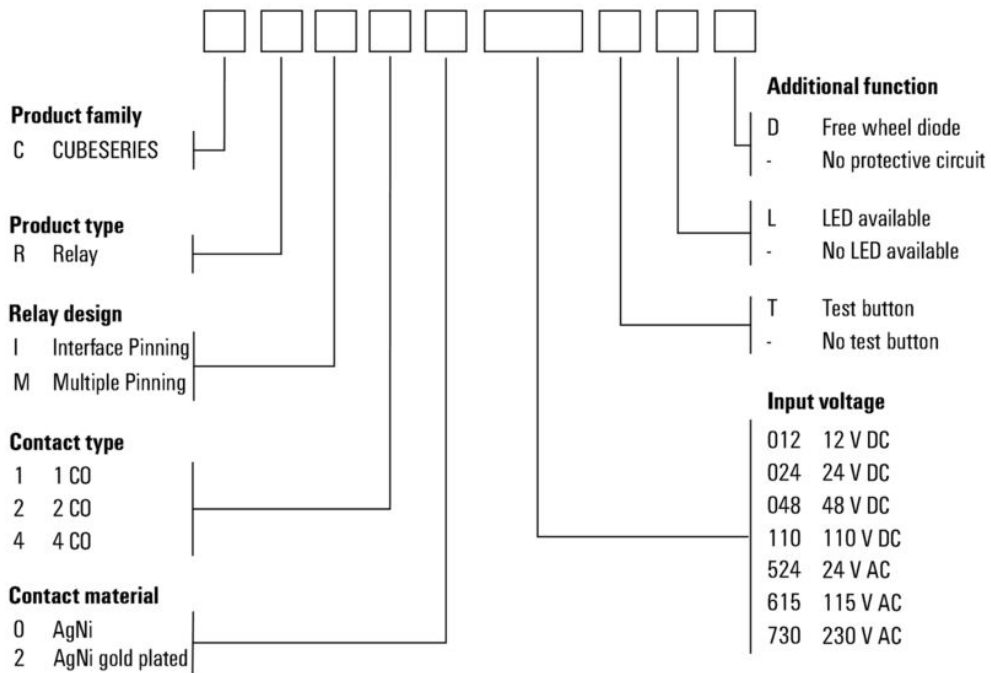 Product family
C CUBESERIES
Product type
R Relay
Relay design
I Interface Pinning
M Multiple Pinning
Contact type
1 1 CO
2 2 CO
4 4 CO
Contact material
0 AgNi
2 AgNi gold plated
Additional function
D Free wheel diode
- No protective circuit
L LED available
- No LED available
T Test button
- No test button
Input voltage
012 12 V DC
024 24 V DC
048 48 V DC
110 110 V DC
524 24 V AC
615 115 V AC
730 230 V AC